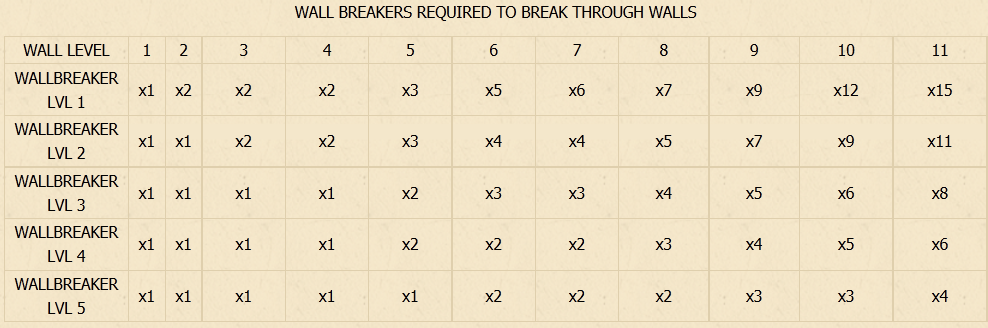 WALL BREAKERS REQUIRED TO BREAK THROUGH WALLS
WALL LEVEL 1 2 3 4 5 6 7 8 9 10 11
WALLBREAKER
LVL 1 x1 x2 x2 x2 x3 x5 x6 x7 x9 x12 x15
WALLBREAKER
LVL 2 x1 x1 x2 x2 x3 x4 x4 x5 x7 x9 x11
WALLBREAKER
LVL 3 x1 x1 x1 x1 x2 x3 x3 x4 x5 x6 x8
WALLBREAKER
LVL 4 x1 x1 x1 x1 x2 x2 x2 x3 x4 x5 x6
WALLBREAKER
LVL 5 x1 x1 x1 x1 x1 x2 x2 x2 x3 x3 x4